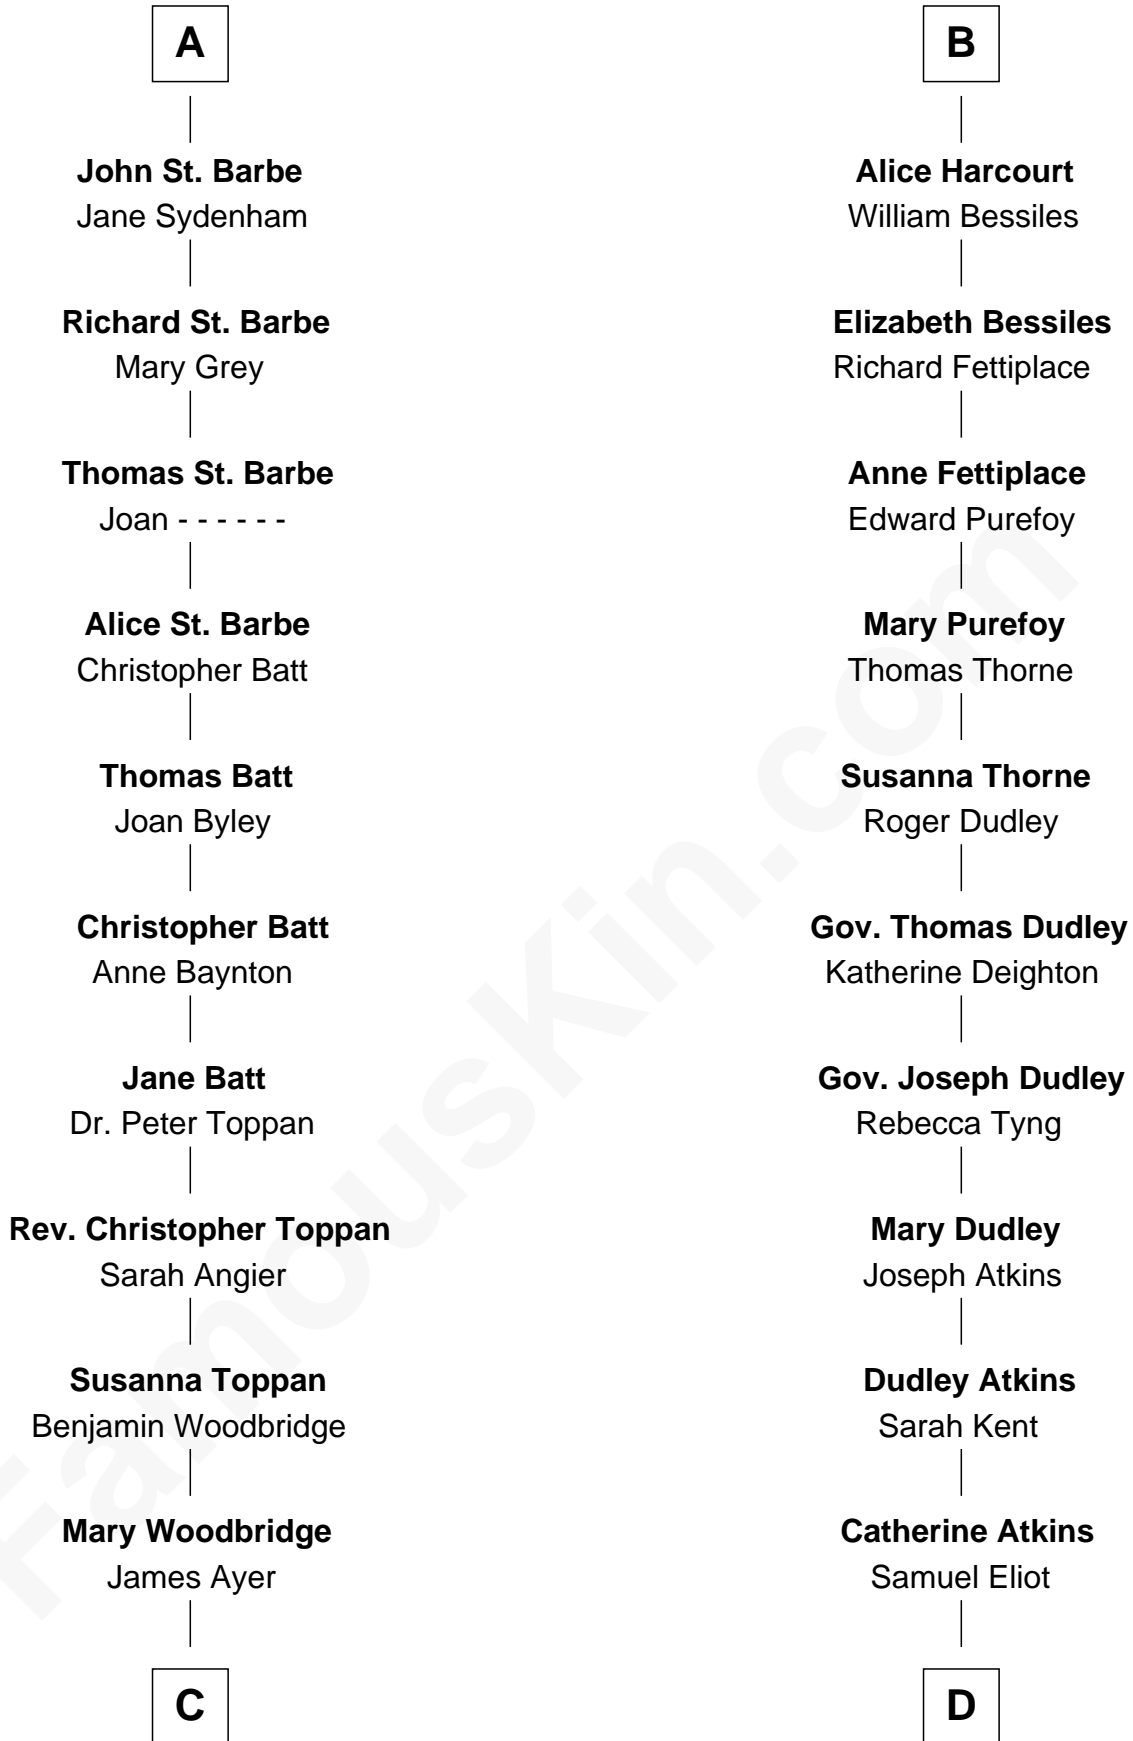 A
John St. Barbe
Jane Sydenham
Richard St. Barbe
Mary Grey
Thomas St. Barbe
Joan - - - - - -
Alice St. Barbe
Christopher Batt
Thomas Batt
Joan Byley
Christopher Batt
Anne Baynton
Jane Batt
Dr. Peter Toppan
Rev. Christopher Toppan
Sarah Angier
Susanna Toppan
Benjamin Woodbridge
Mary Woodbridge
James Ayer
C
B
Alice Harcourt
William Bessiles
Elizabeth Bessiles
Richard Fettiplace
Anne Fettiplace
Edward Purefoy
Mary Purefoy
Thomas Thorne
Susanna Thorne
Roger Dudley
Gov. Thomas Dudley
Katherine Deighton
Gov. Joseph Dudley
Rebecca Tyng
Mary Dudley
Joseph Atkins
Dudley Atkins
Sarah Kent
Catherine Atkins
Samuel Eliot
D
FamousKin.com